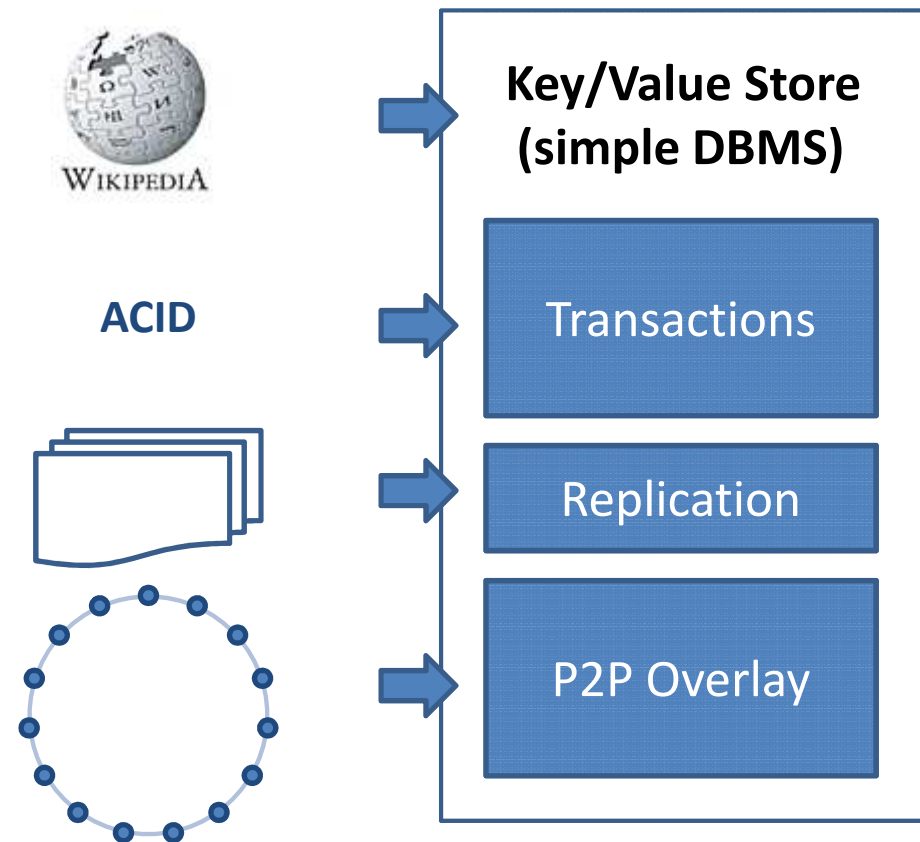 WIKIPEDIA
Key/Value Store
(simple DBMS)
ACID
Transactions
Replication
P2P Overlay